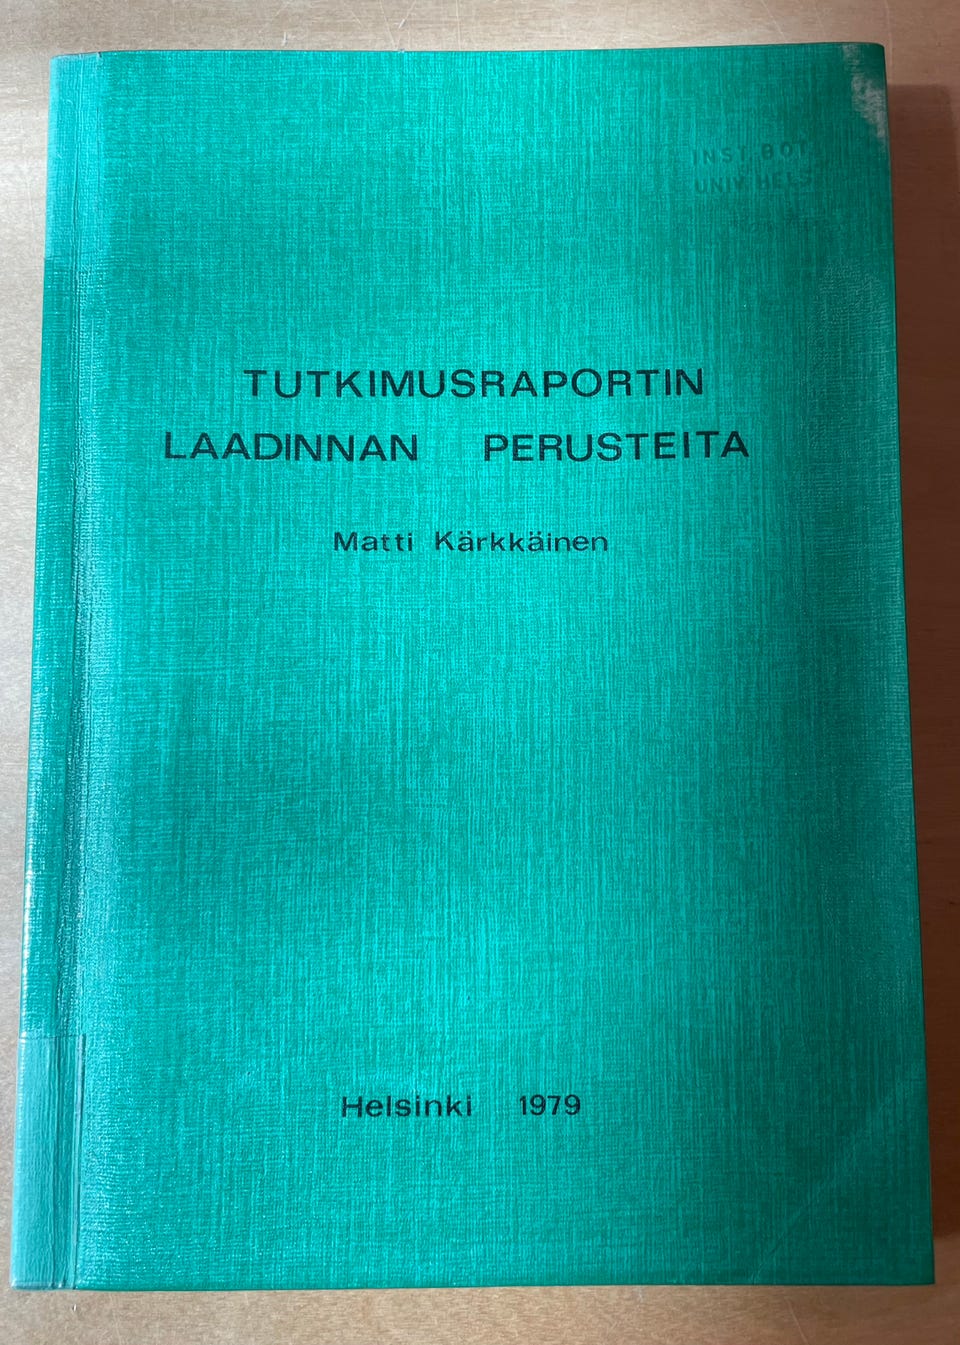 INST. BOT.
UNIV. HELS.
TUTKIMUSRAPORTIN
LAADINNAN PERUSTEITA
Matti Kärkkäinen
Helsinki 1979